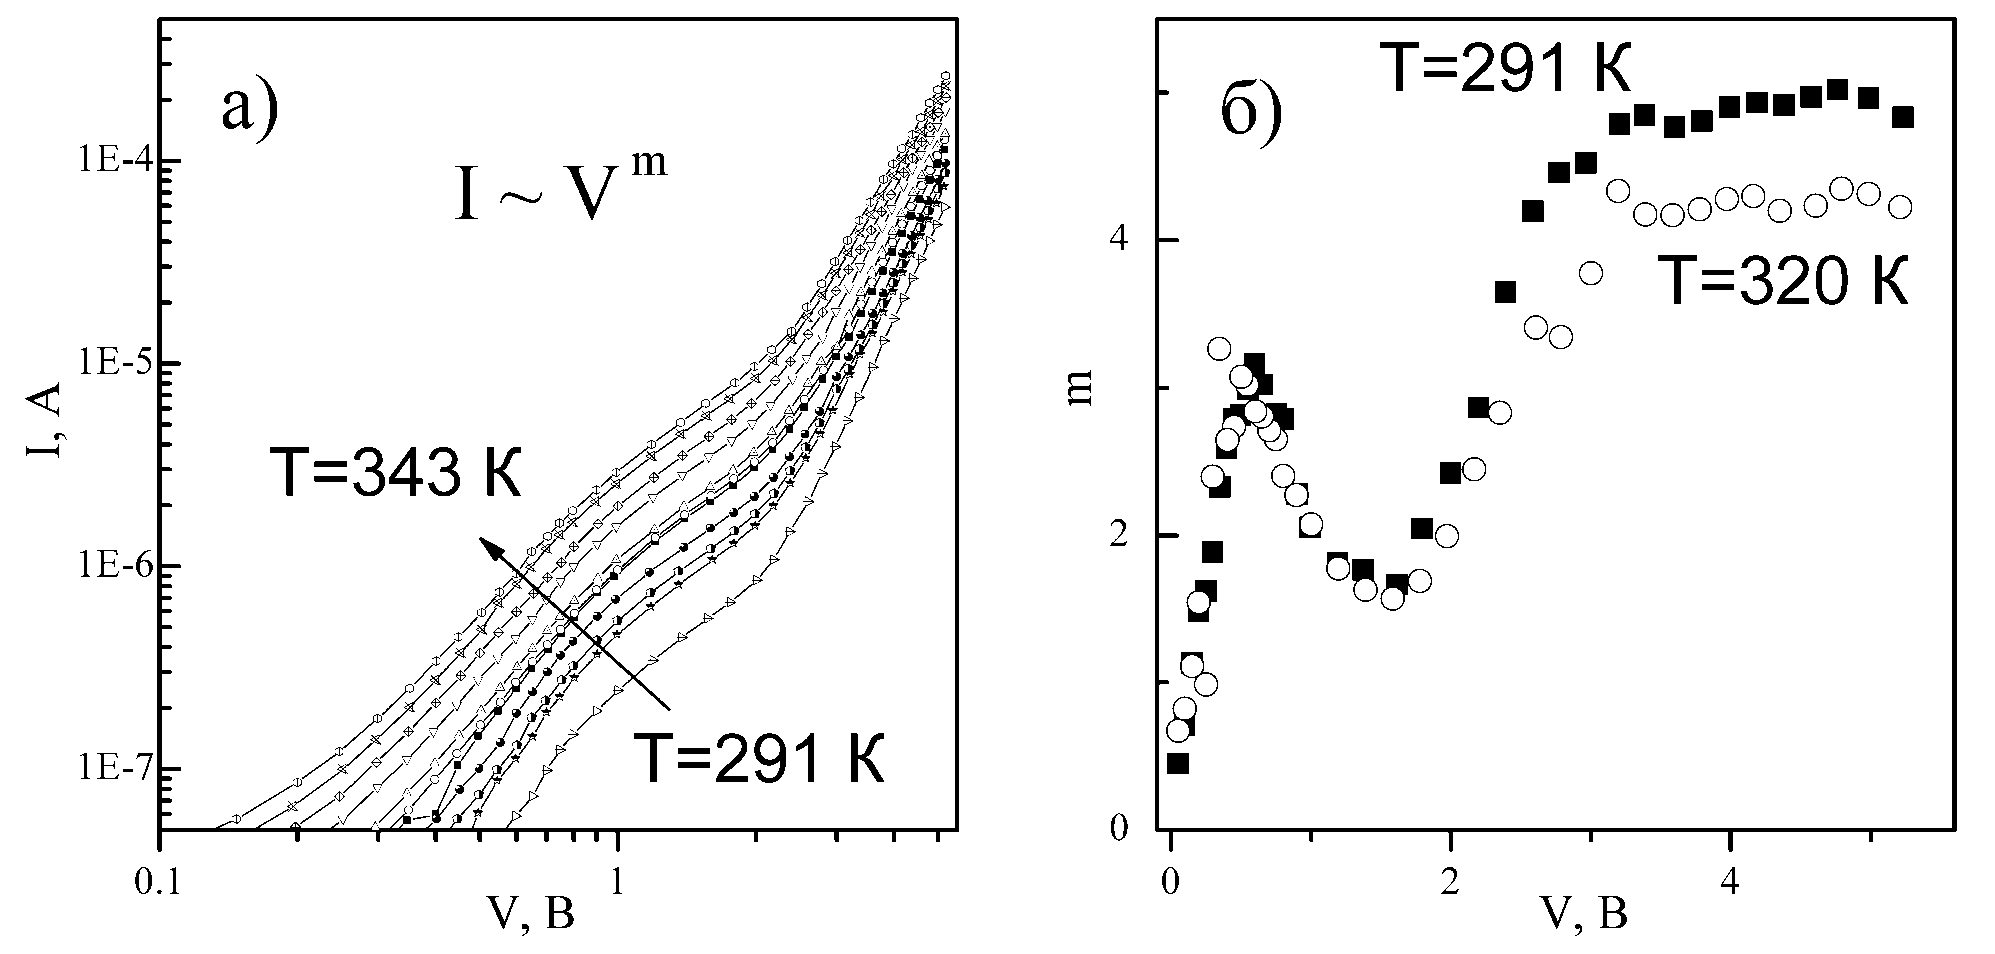 а)
I ~ V^m
1E-4
1E-5
1E-6
1E-7
I, A
T=343 К
T=291 К
0.1
1
V, В
б)
T=291 К
T=320 К
4
2
0
m
0
2
4
V, В